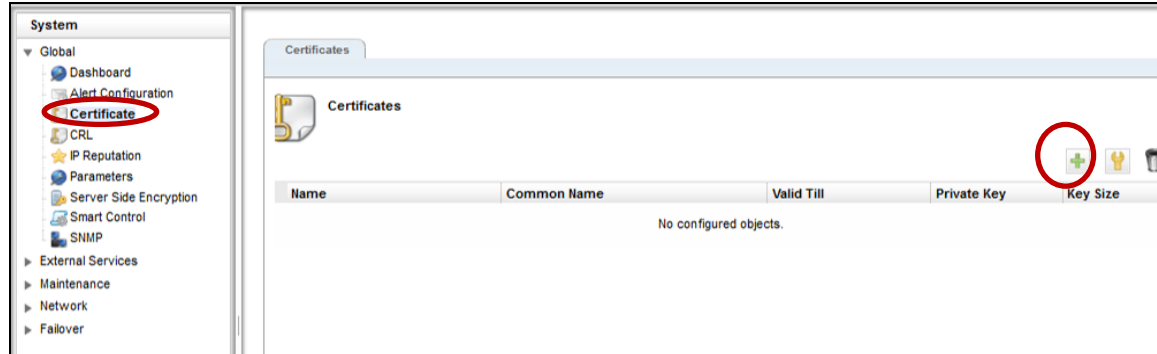 System
Global
Dashboard
Alert Configuration
Certificate
CRL
IP Reputation
Parameters
Server Side Encryption
Smart Control
SNMP
External Services
Maintenance
Network
Failover
Certificates
Certificates
Name Common Name Valid Till Private Key Key Size
No configured objects.